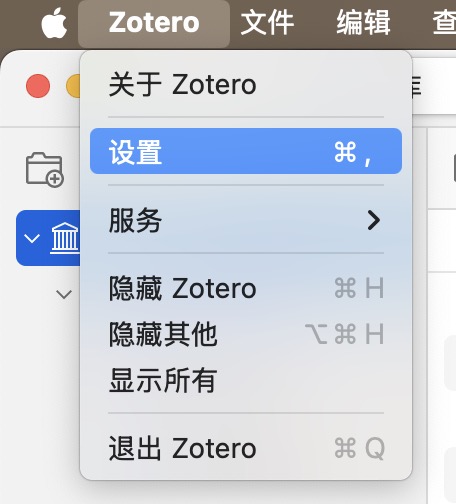 Zotero 文件 编辑
关于 Zotero
设置 ⌘ ,
服务
隐藏 Zotero ⌘ H
隐藏其他 ⌥ ⌘ H
显示所有
退出 Zotero ⌘ Q